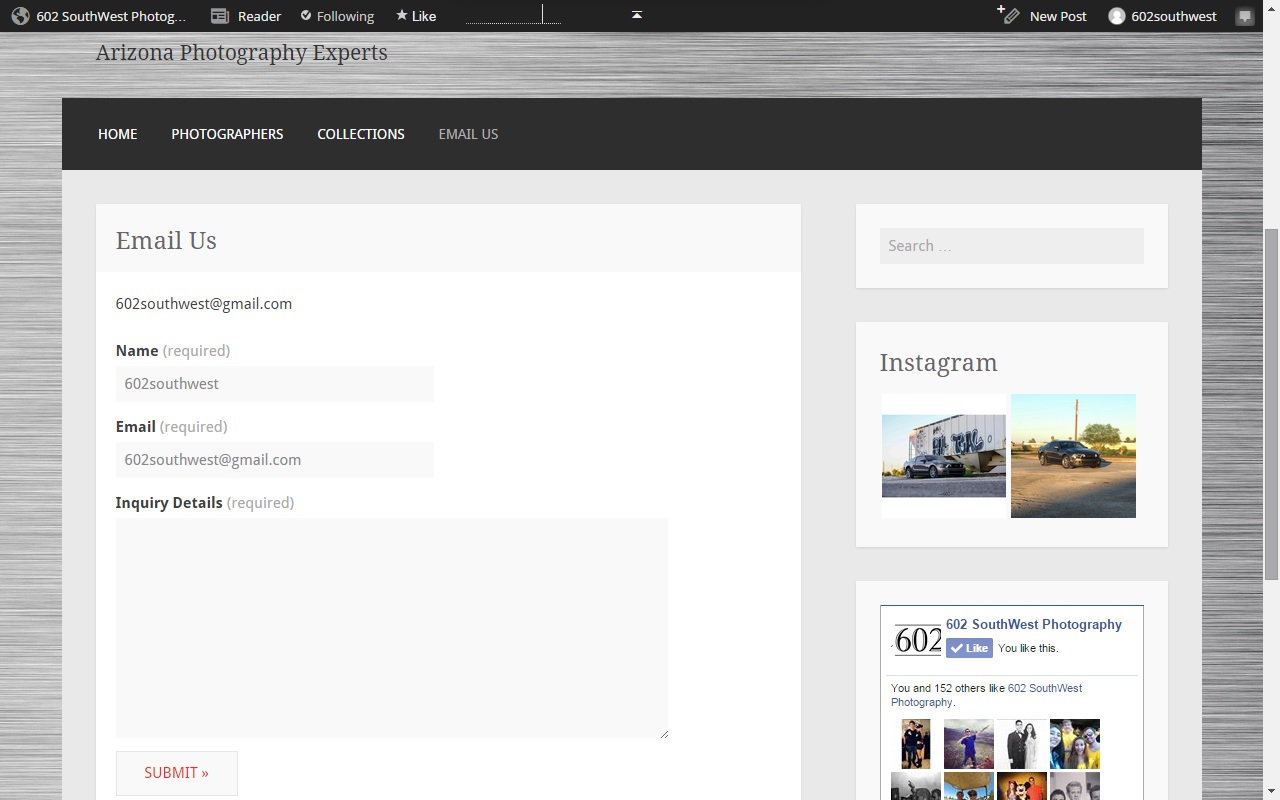 602 SouthWest Photog...
Reader
Following
Like
New Post
602southwest
Arizona Photography Experts
HOME
PHOTOGRAPHERS
COLLECTIONS
EMAIL US
Email Us
602southwest@gmail.com
Name (required)
602southwest
Email (required)
602southwest@gmail.com
Inquiry Details (required)
SUBMIT »
Search …
Instagram
602
602 SouthWest Photography
Like
You like this.
You and 152 others like 602 SouthWest
Photography.